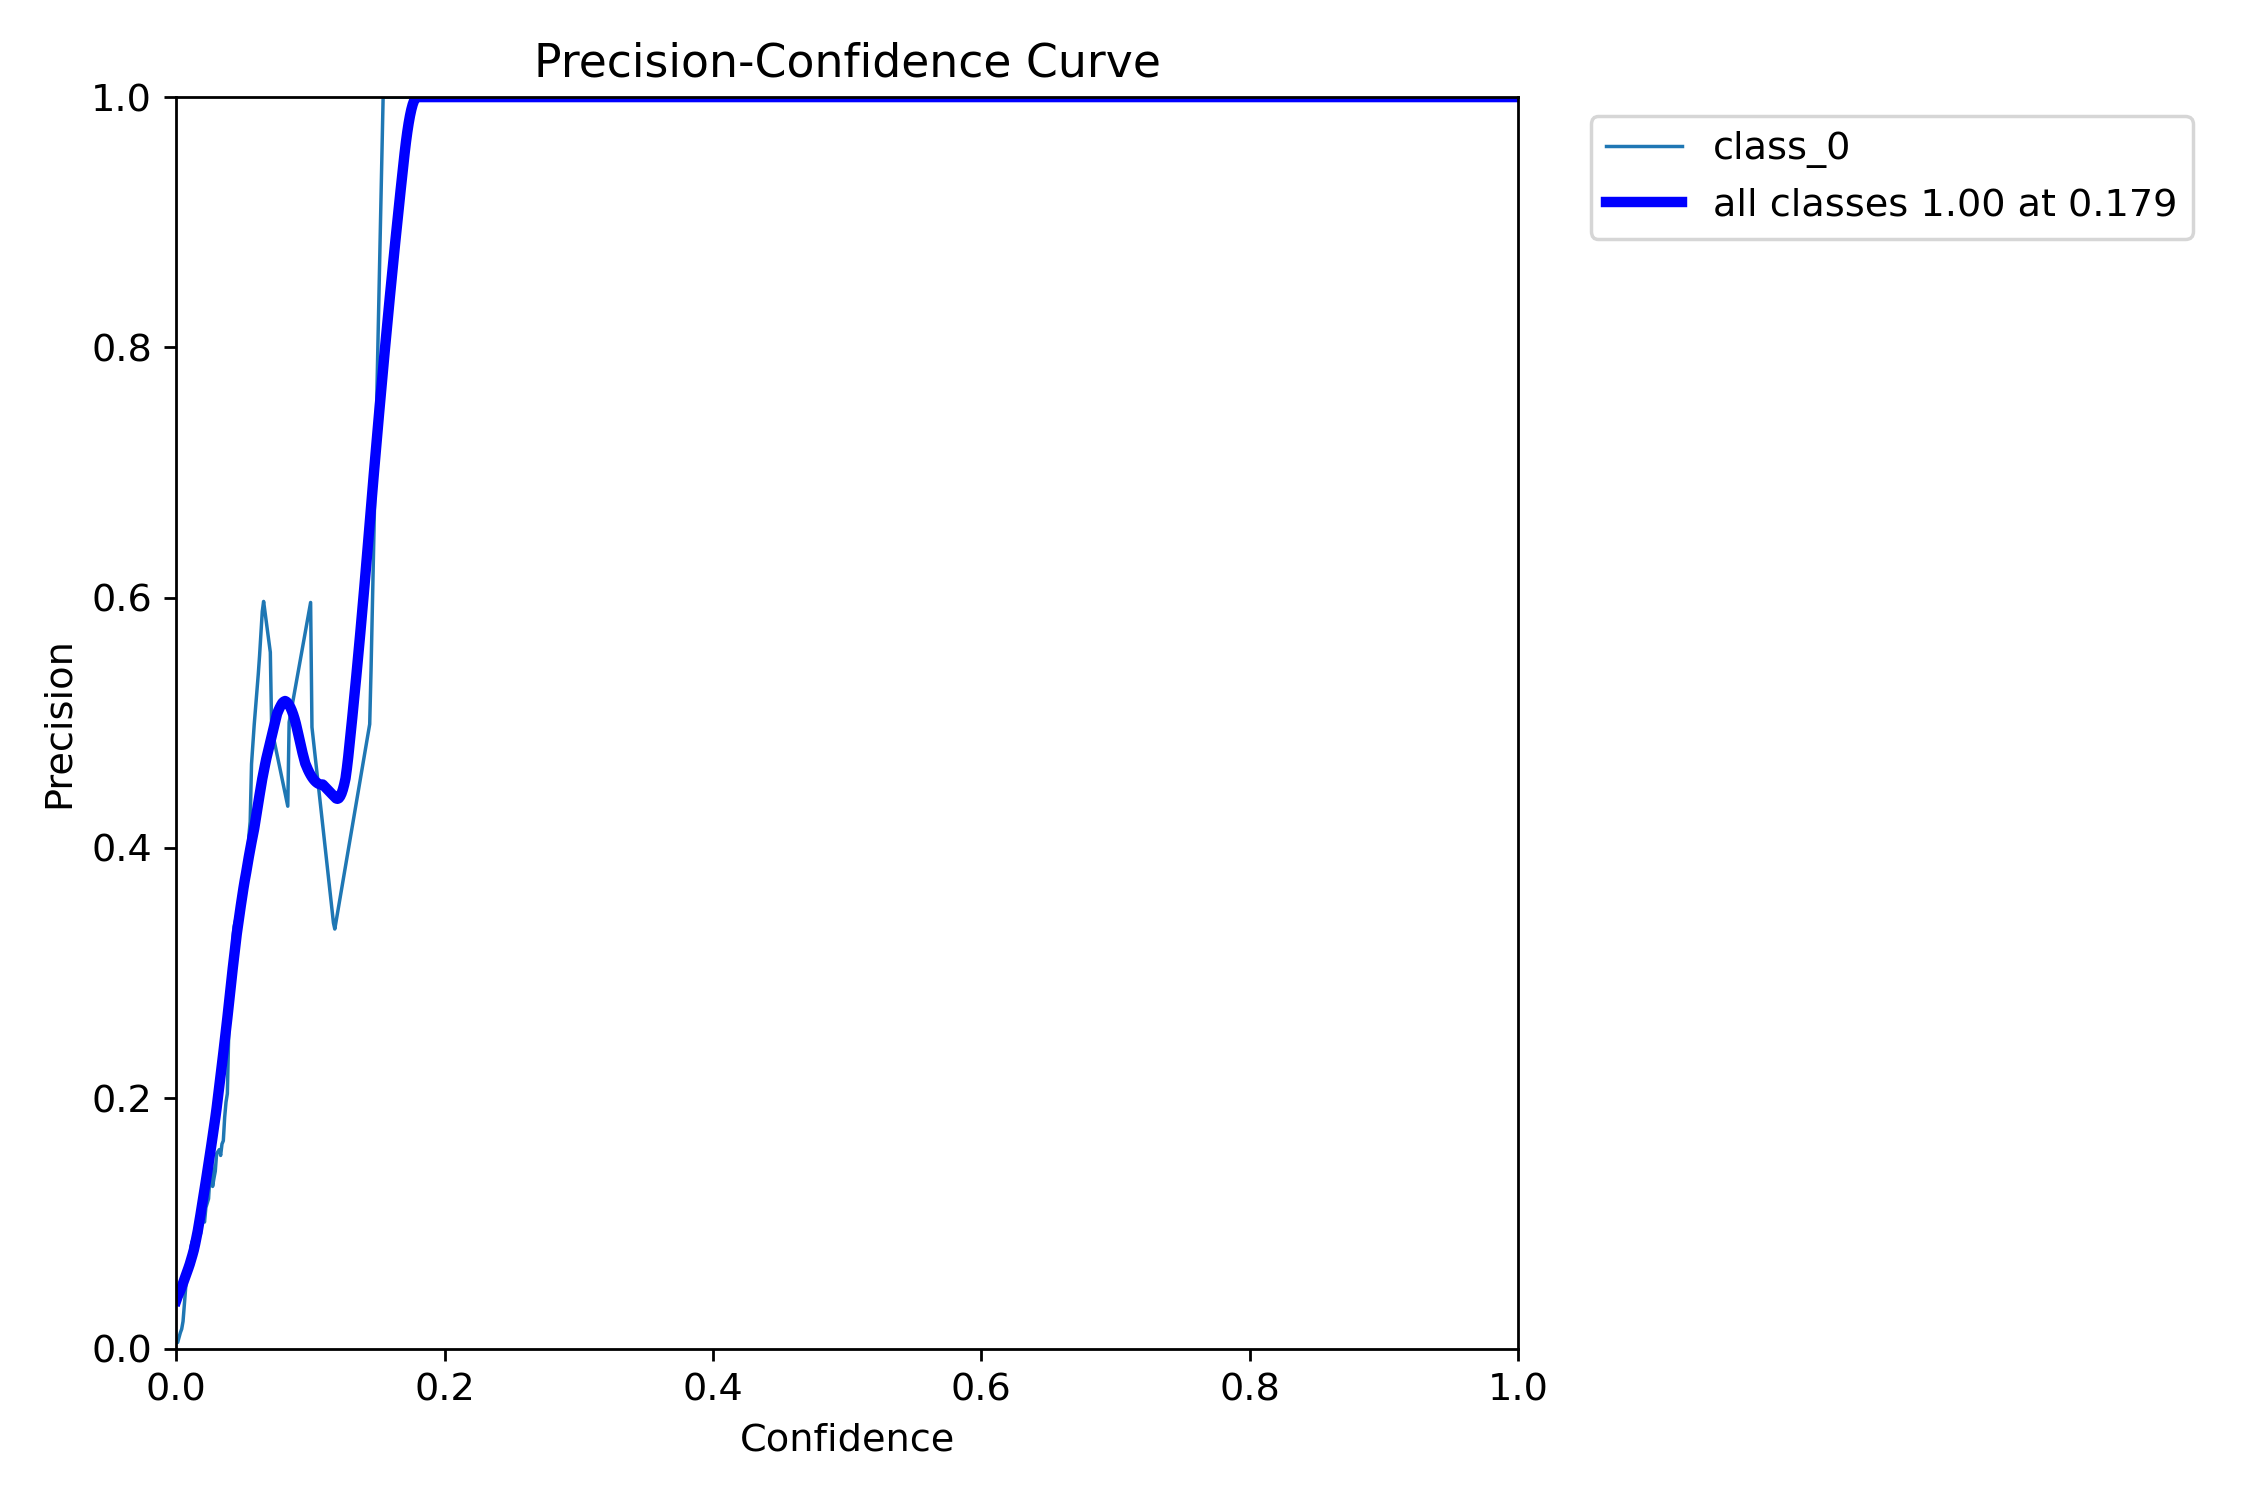 Precision-Confidence Curve
class_0
all classes 1.00 at 0.179
Precision
1.0
0.8
0.6
0.4
0.2
0.0
0.0 0.2 0.4 0.6 0.8 1.0
Confidence